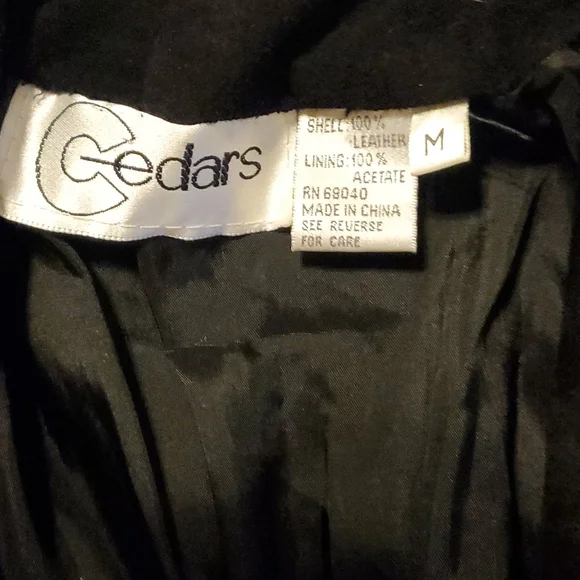 Cedars
SHELL:100%
LEATHER
LINING:100%
ACETATE
RN 69040
MADE IN CHINA
SEE REVERSE
FOR CARE
M